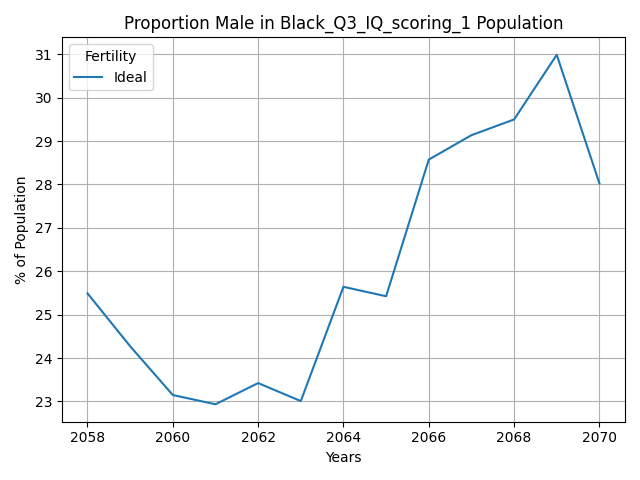 Proportion Male in Black_Q3_IQ_scoring_1 Population
Fertility
Ideal
31
30
29
28
27
26
25
24
23
% of Population
2058 2060 2062 2064 2066 2068 2070
Years